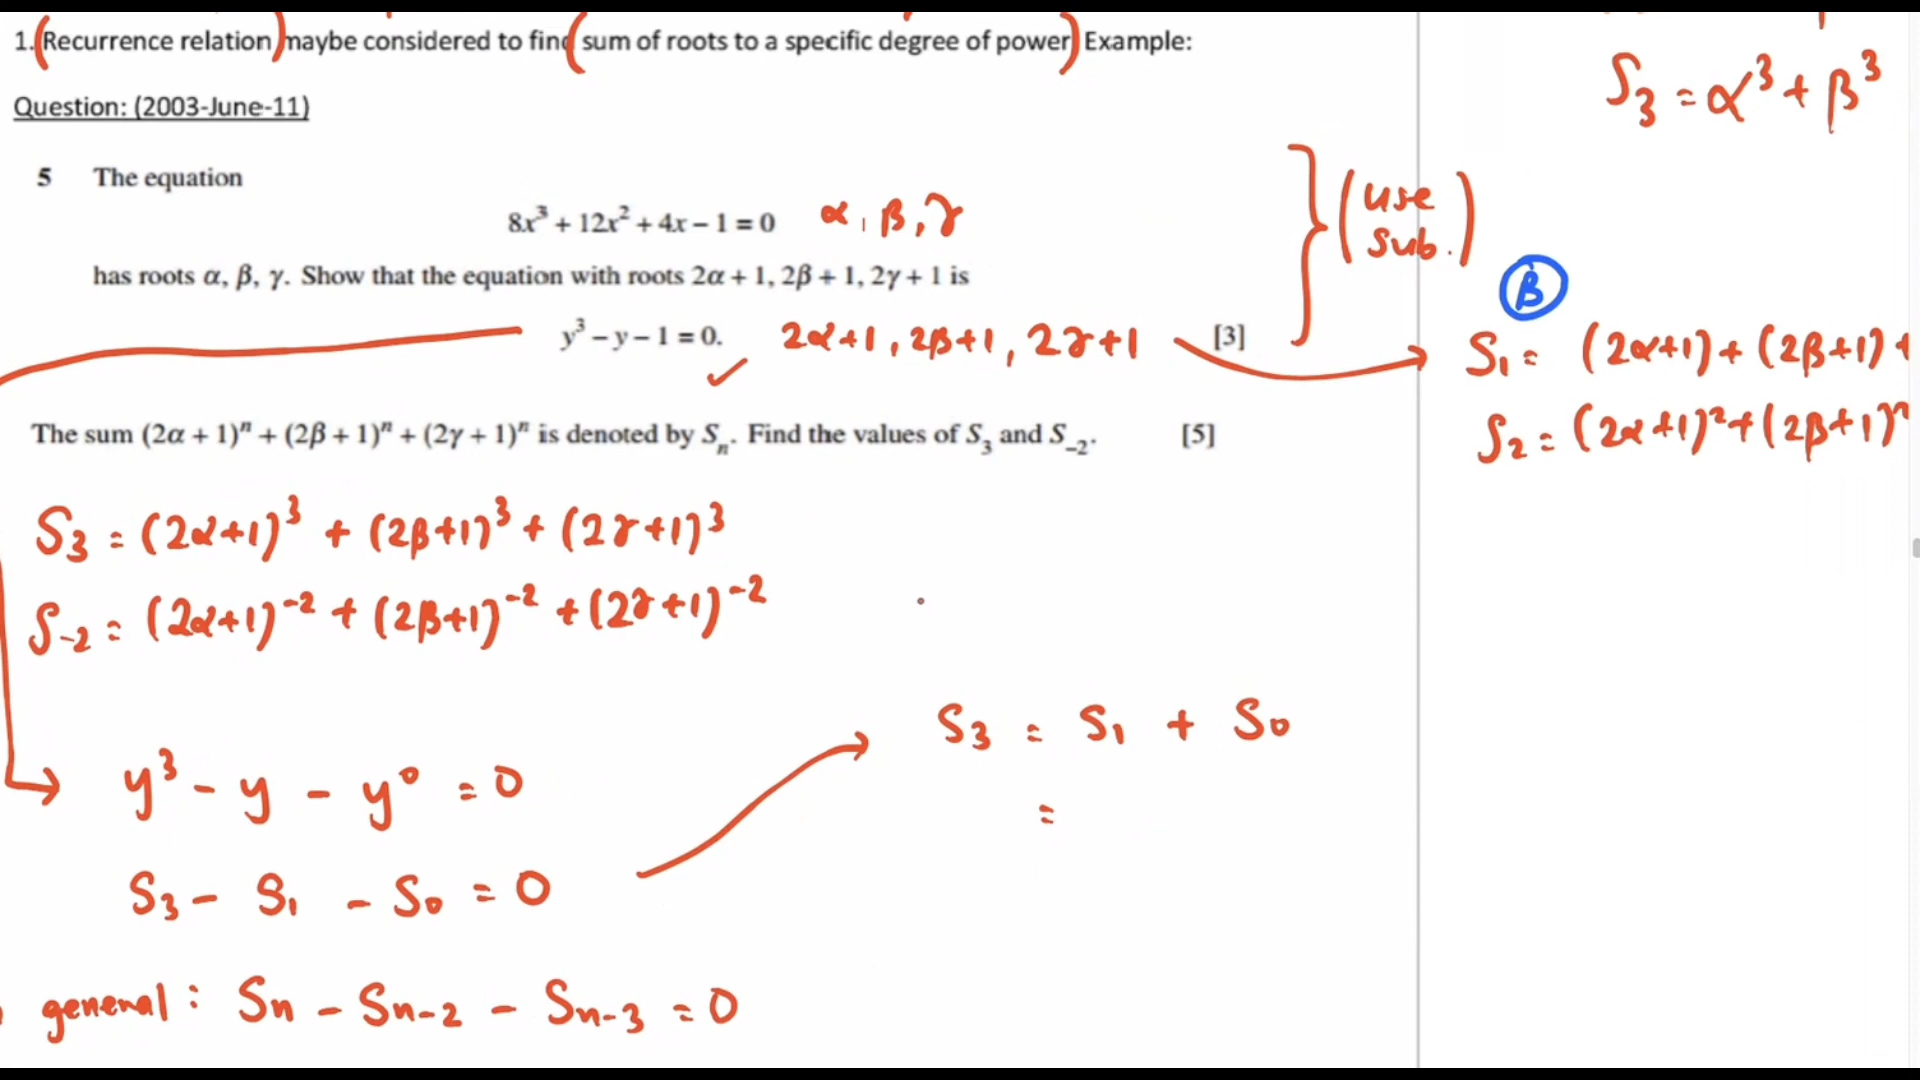 1. (Recurrence relation) maybe considered to find (sum of roots to a specific degree of power) Example:
Question: (2003-June-11)
5 The equation
8x³ + 12x² + 4x – 1 = 0 α, β, γ
has roots α, β, γ. Show that the equation with roots 2α + 1, 2β + 1, 2γ + 1 is
y³ – y – 1 = 0. 2α+1, 2β+1, 2γ+1 [3]
(use sub.)
The sum (2α + 1)ⁿ + (2β + 1)ⁿ + (2γ + 1)ⁿ is denoted by Sₙ. Find the values of S₃ and S₋₂. [5]
S₃ = (2α+1)³ + (2β+1)³ + (2γ+1)³
S₋₂ = (2α+1)⁻² + (2β+1)⁻² + (2γ+1)⁻²
y³ - y - y⁰ = 0
S₃ - S₁ - S₀ = 0
general: Sn - Sn-2 - Sn-3 = 0
S₃ = S₁ + S₀
=
S₃ = α³ + β³
β
S₁ = (2α+1) + (2β+1) +
S₂ = (2α+1)² + (2β+1)²